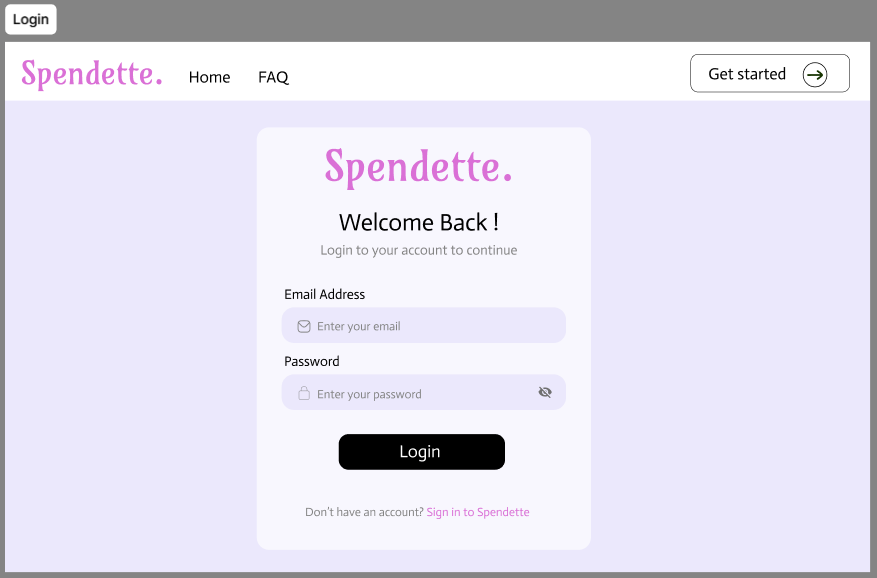 Login
Spendette. Home FAQ Get started
Spendette.
Welcome Back !
Login to your account to continue
Email Address
Enter your email
Password
Enter your password
Login
Don't have an account? Sign in to Spendette